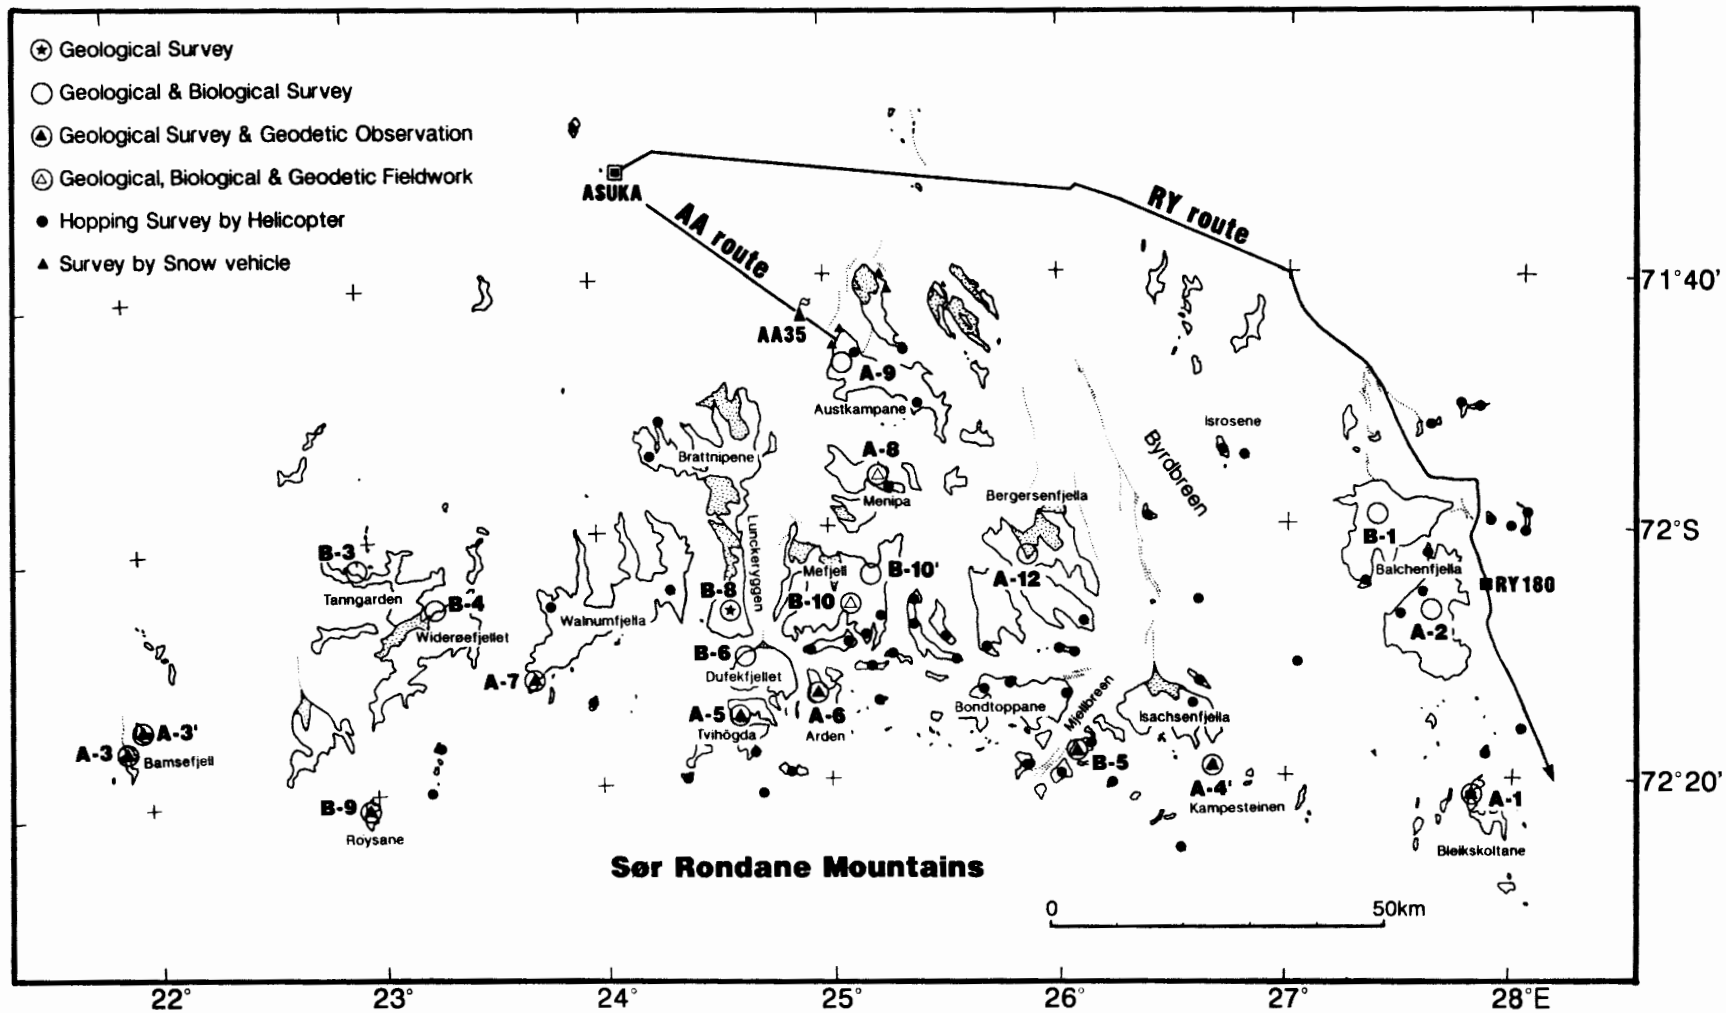 Geological Survey
Geological & Biological Survey
Geological Survey & Geodetic Observation
Geological, Biological & Geodetic Fieldwork
Hopping Survey by Helicopter
Survey by Snow vehicle
ASUKA
AA route
RY route
71°40'
AA35
A-9
Austkampane
Isrosene
Byrdbreen
A-8
Brattnipene
Menipa
Bergersenfjella
72°S
B-1
B-3
Lunckeryggen
Mefjell
B-10'
A-12
Balchenfjella
RY180
Tanngarden
B-8
B-10
B-4
Widerøefjellet
Walnumfjella
A-2
B-6
Dufekfjellet
A-7
Mjellbreen
A-5
A-6
Bondtoppane
Isachsenfjella
Tvihögda
Arden
A-3'
A-3
Bamsefjell
B-5
72°20'
A-4'
Kampesteinen
A-1
B-9
Roysane
Bleikskoltane
Sør Rondane Mountains
0 50km
22° 23° 24° 25° 26° 27° 28°E